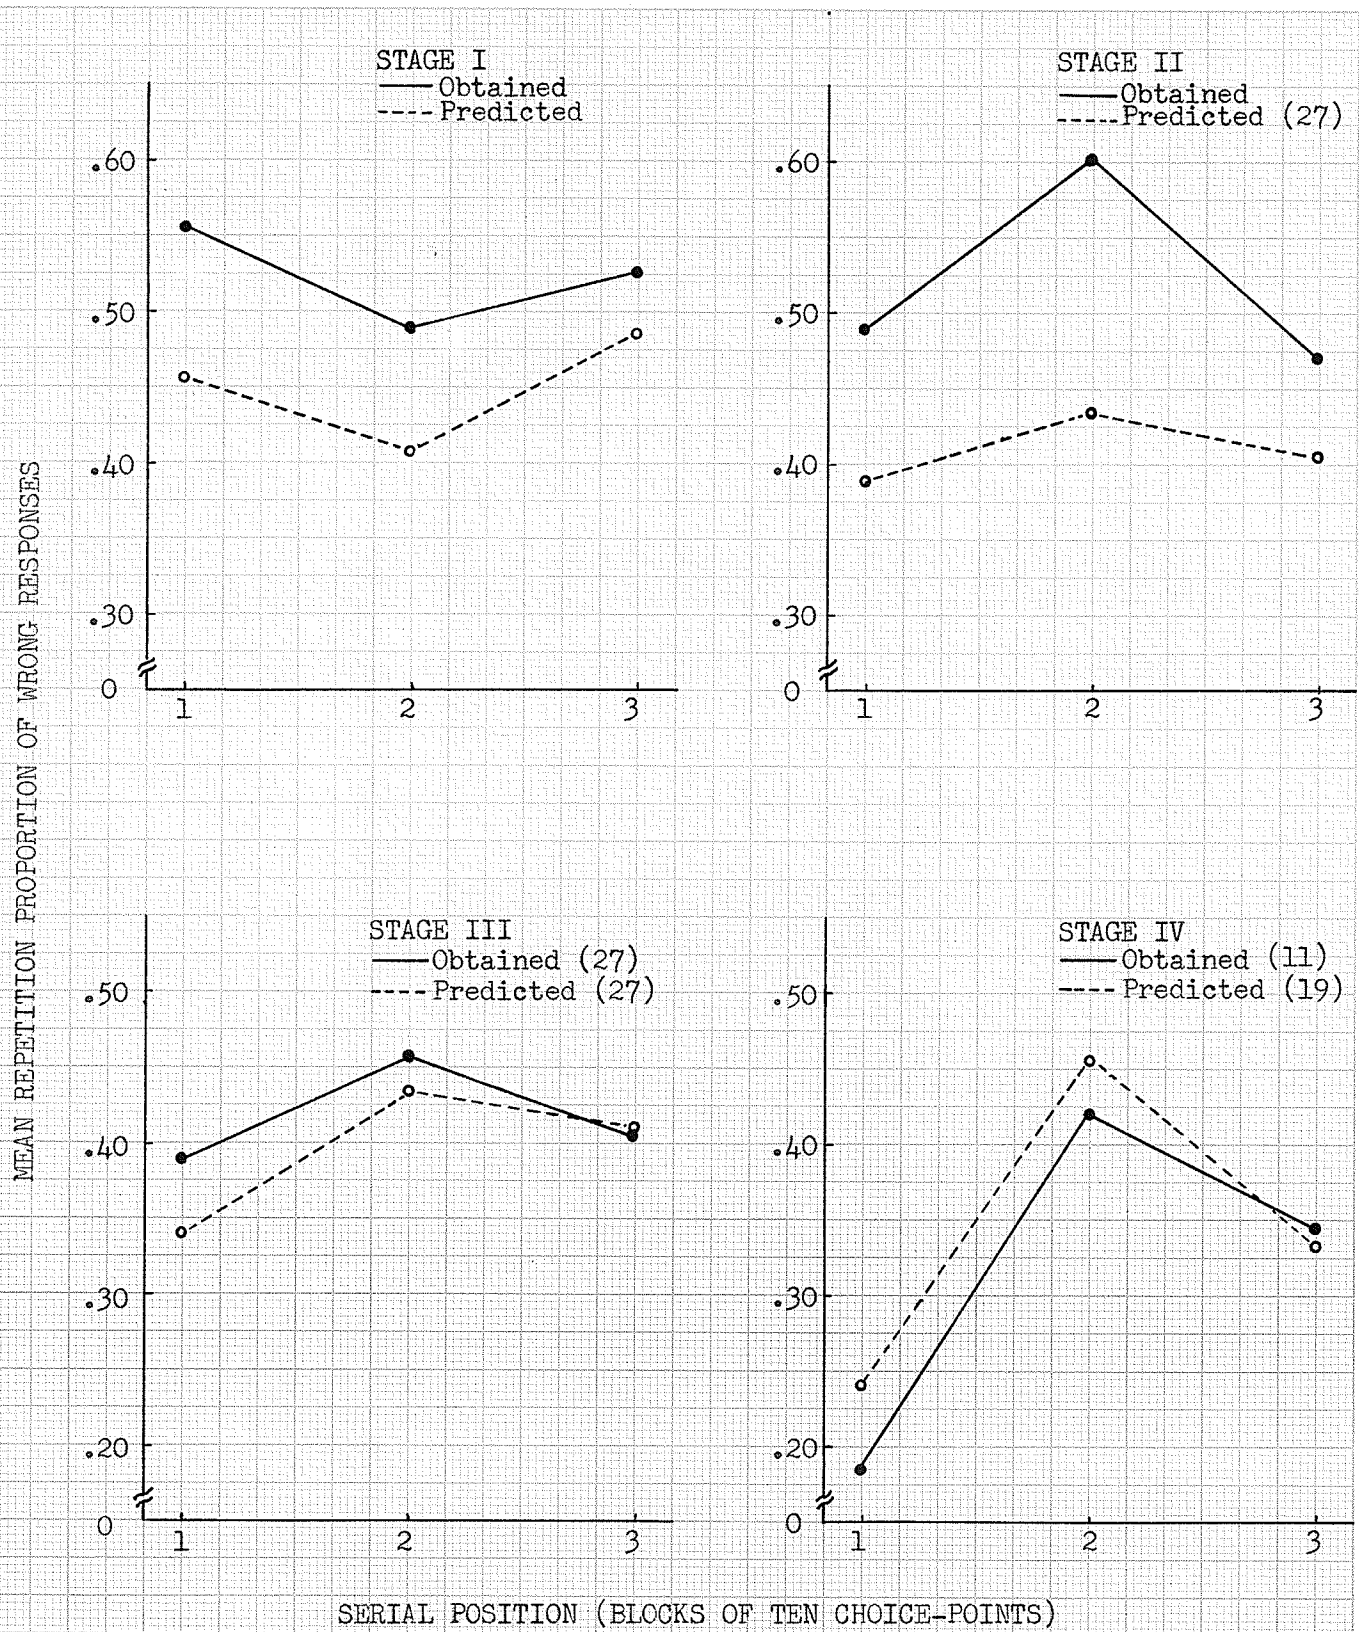 STAGE I
Obtained
Predicted
.60
.50
.40
.30
0
1 2 3
STAGE II
Obtained
Predicted (27)
.60
.50
.40
.30
0
1 2 3
MEAN REPETITION PROPORTION OF WRONG RESPONSES
STAGE III
Obtained (27)
Predicted (27)
.50
.40
.30
.20
0
1 2 3
STAGE IV
Obtained (11)
Predicted (19)
.50
.40
.30
.20
0
1 2 3
SERIAL POSITION (BLOCKS OF TEN CHOICE-POINTS)